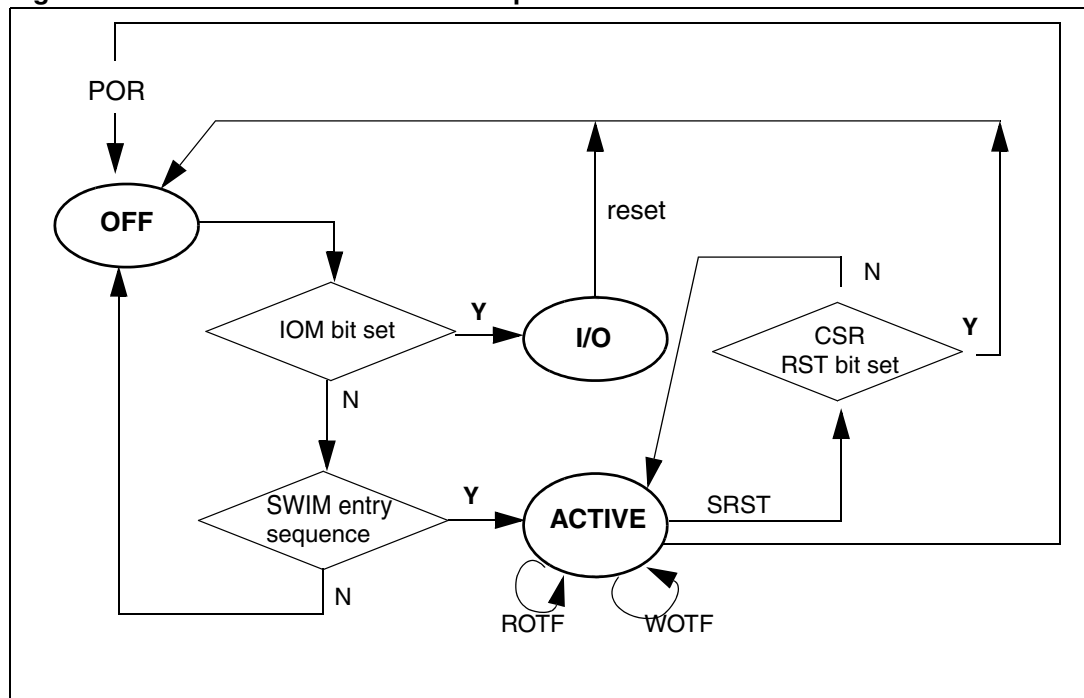 POR
OFF
reset
N
IOM bit set
Y
I/O
CSR
RST bit set
Y
N
SWIM entry
sequence
Y
ACTIVE
SRST
N
ROTF
WOTF